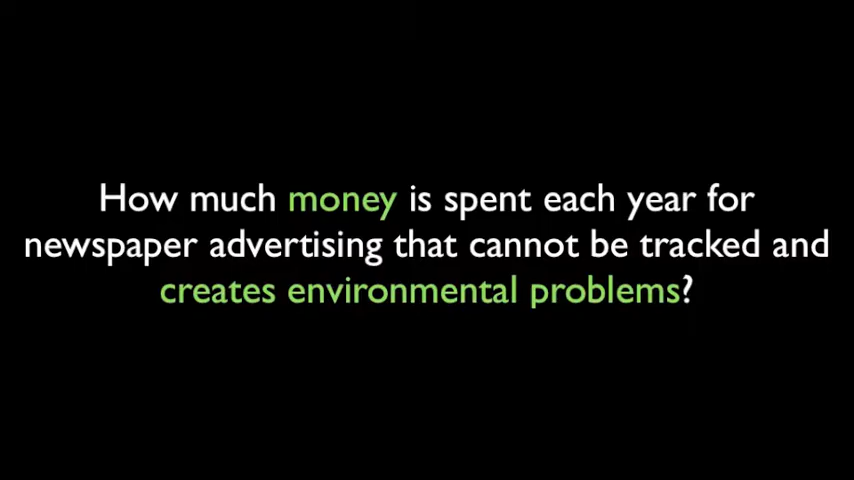 How much money is spent each year for
newspaper advertising that cannot be tracked and
creates environmental problems?